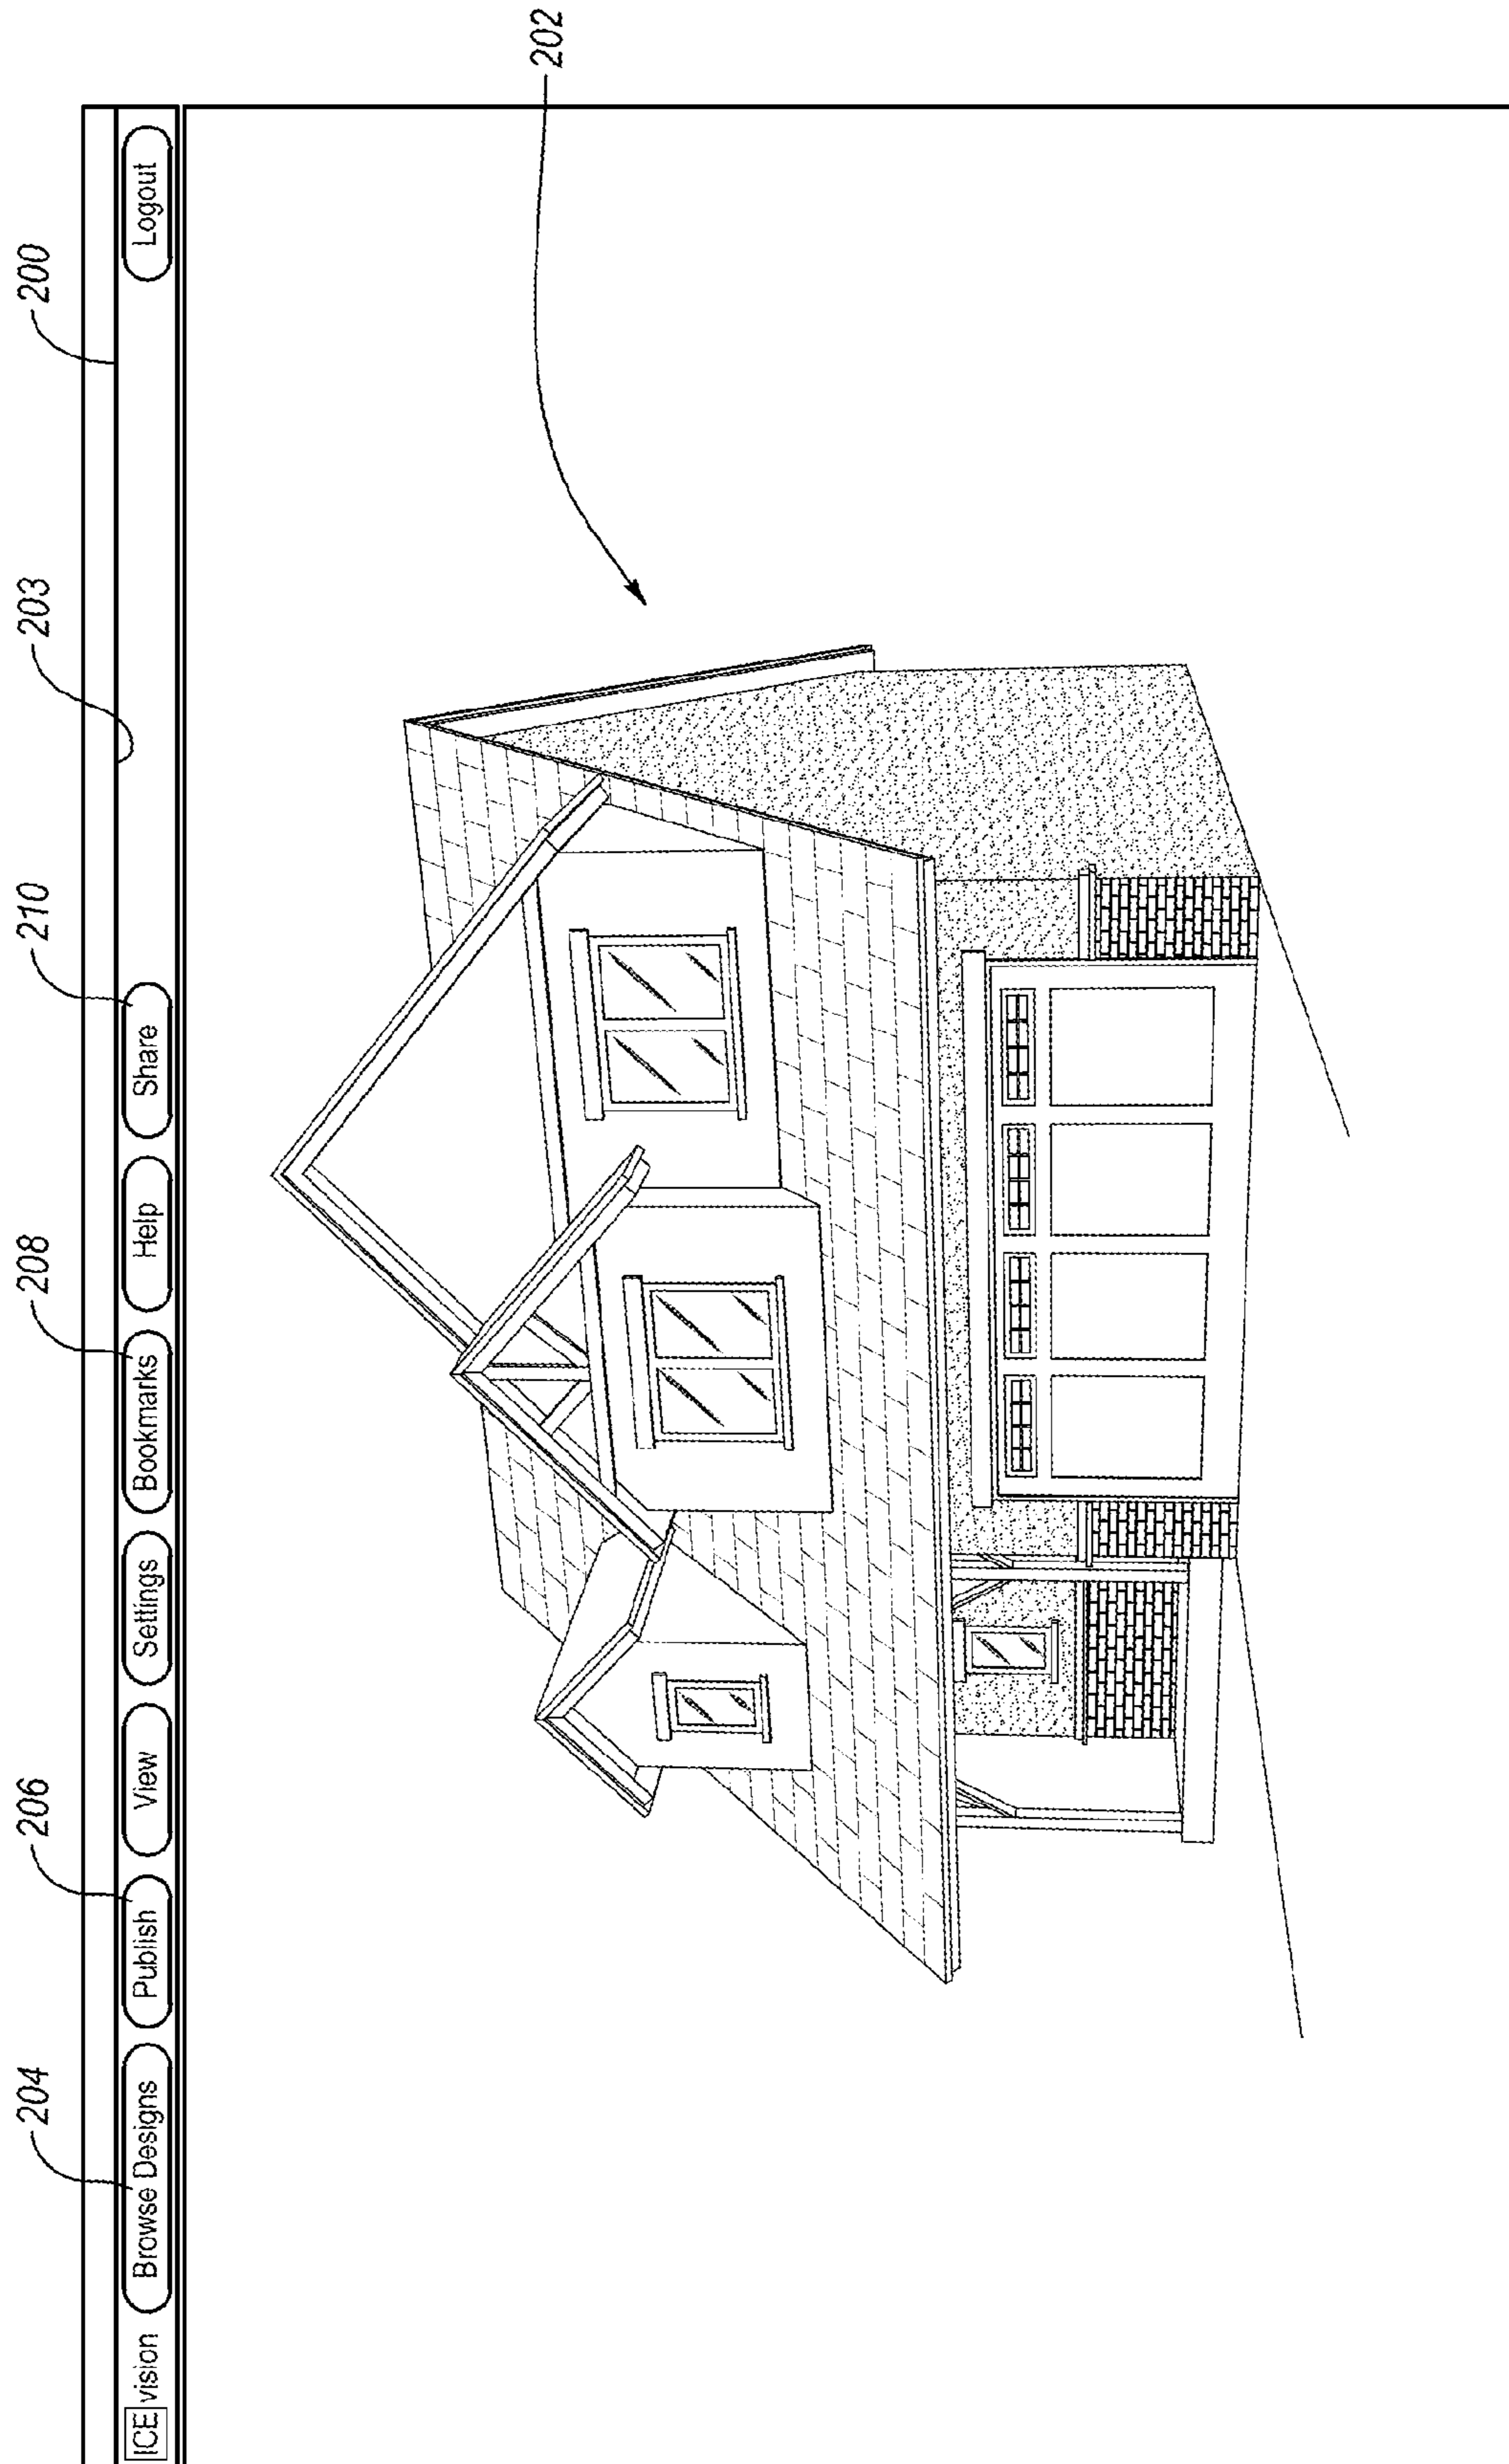 204
206
208
210
203
200
ICE vision
Browse Designs
Publish
View
Settings
Bookmarks
Help
Share
Logout
202